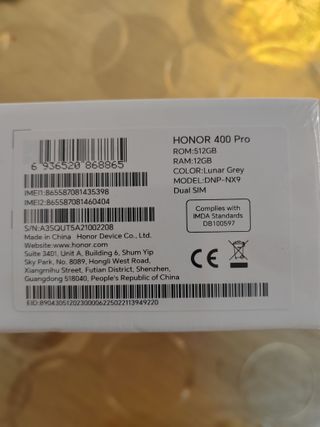 HONOR 400 Pro
ROM:512GB
RAM:12GB
COLOR:Lunar Grey
MODEL:DNP-NX9
Dual SIM
6 936520 868865
IMEI1:865587081435398
IMEI2:865587081460404
Complies with
IMDA Standards
DB100597
S/N:A35QUT5A21002208
Made in China Honor Device Co., Ltd.
Website:www.honor.com
Suite 3401, Unit A, Building 6, Shum Yip
Sky Park, No. 8089, Hongli West Road,
Xiangmihu Street, Futian District, Shenzhen,
Guangdong 518040, People's Republic of China
CE
EID:89043051202300006225022113949220